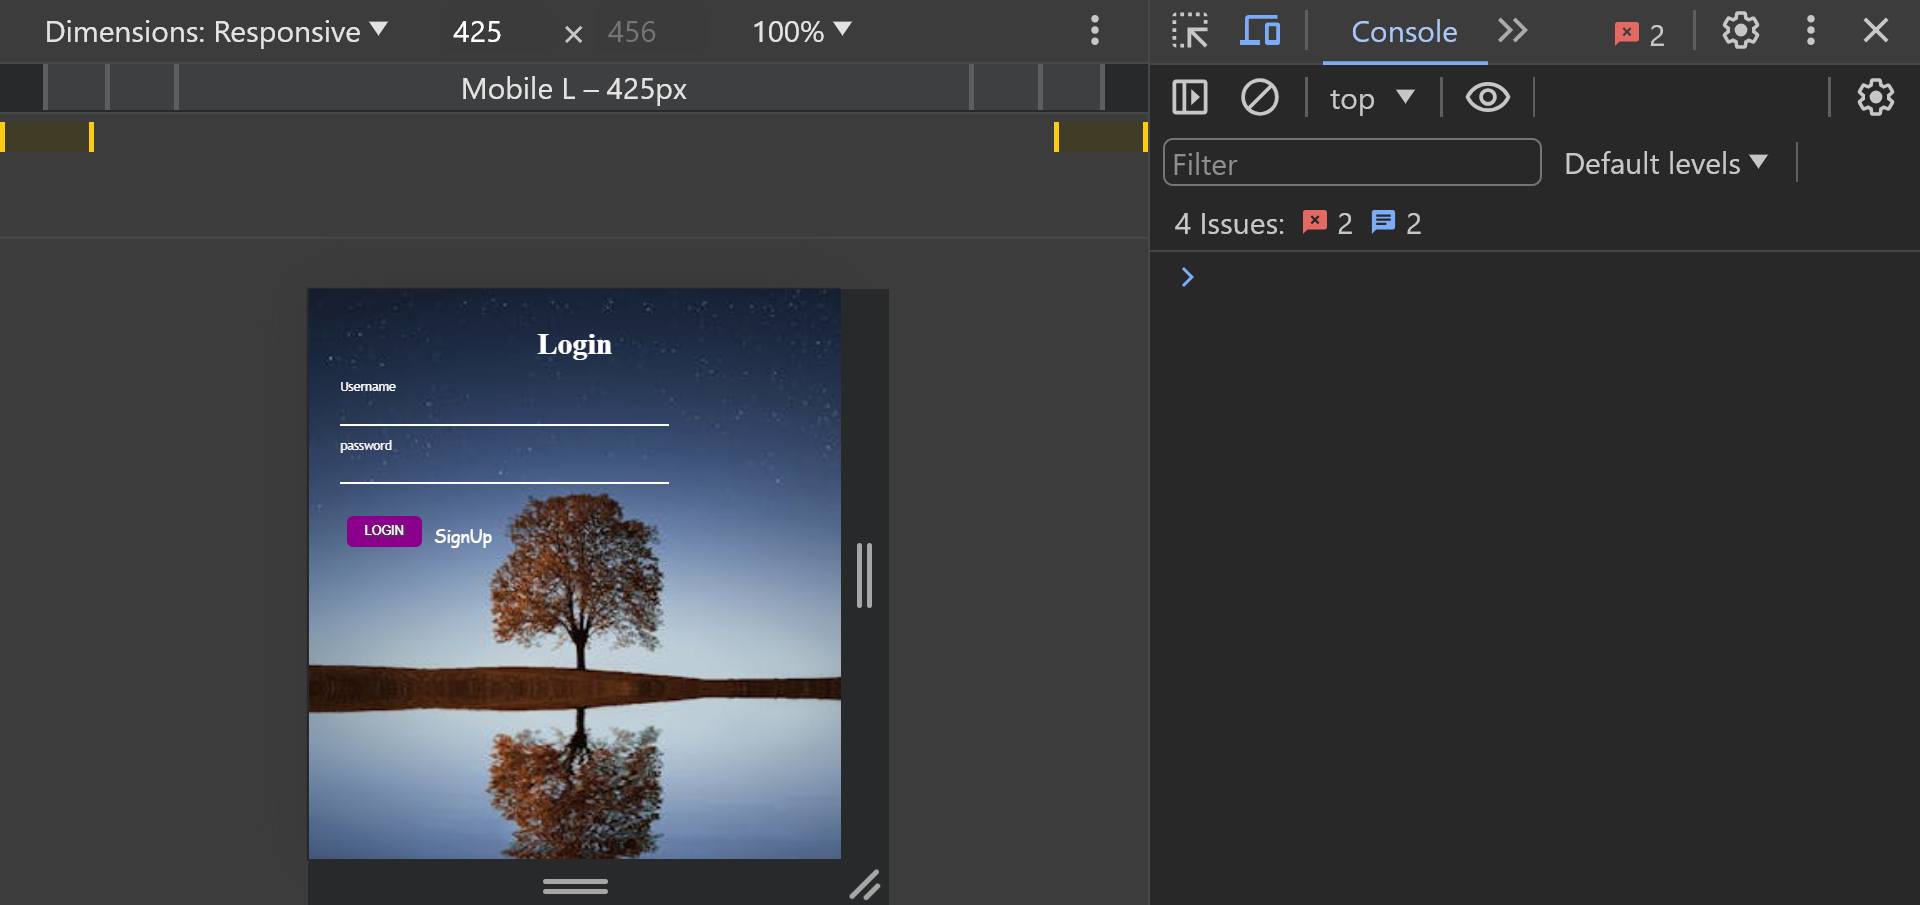 Dimensions: Responsive 425 × 456 100%
Mobile L – 425px
Login
Username
password
LOGIN SignUp
Console 2
top
Filter Default levels
4 Issues: 2 2